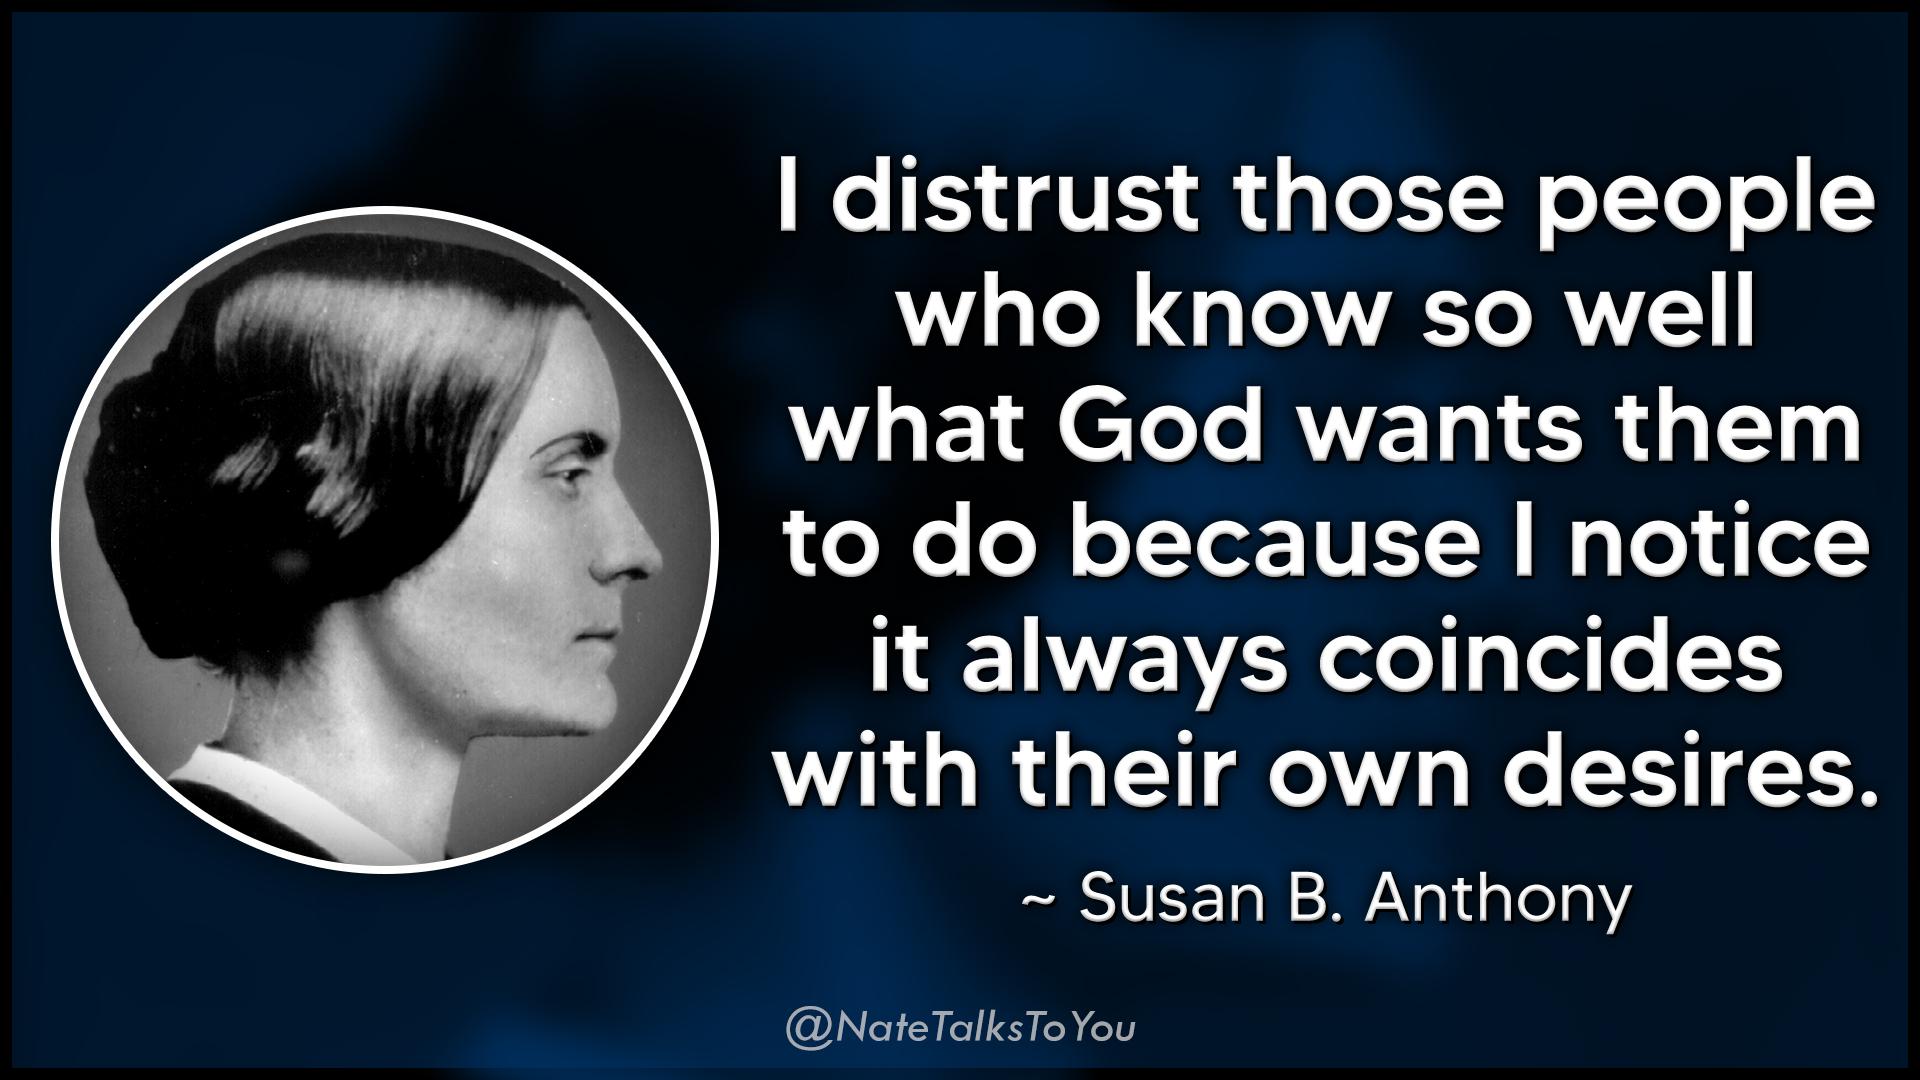 I distrust those people
who know so well
what God wants them
to do because I notice
it always coincides
with their own desires.
~ Susan B. Anthony
@NateTalksToYou